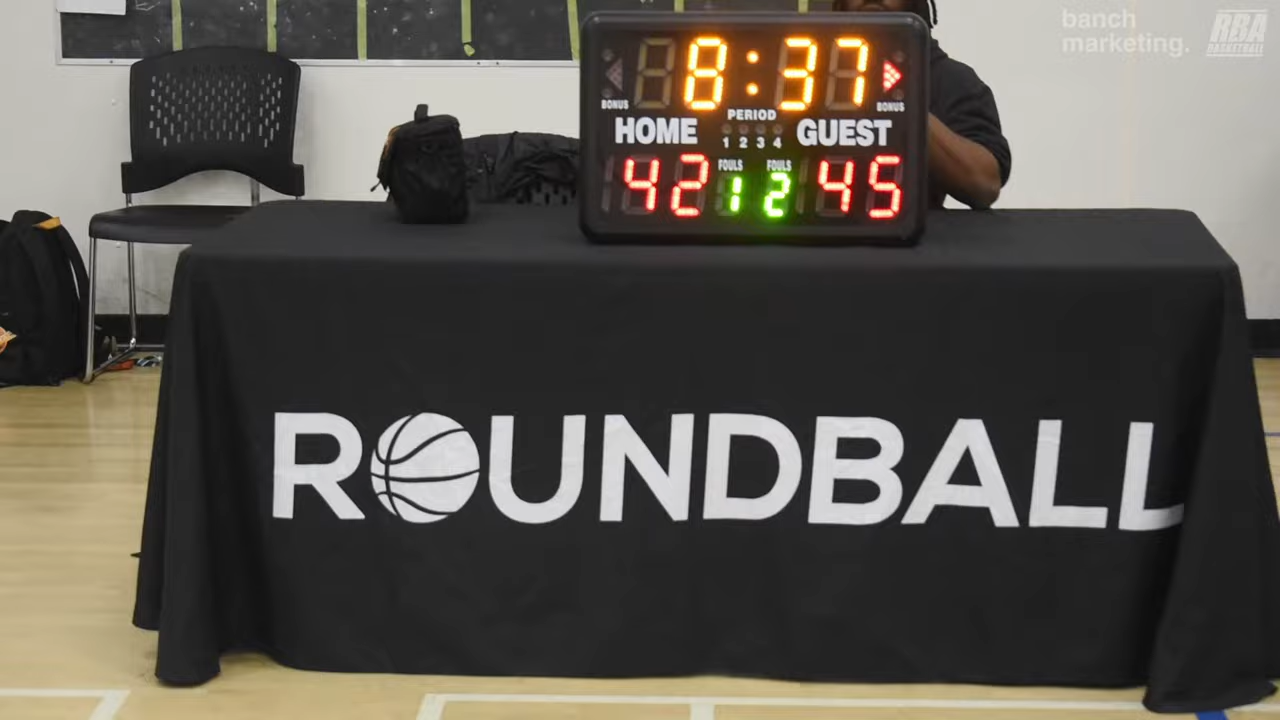 banch
marketing.
RBA
BASKETBALL
8:37
BONUS
BONUS
PERIOD
HOME
1 2 3 4
GUEST
FOULS
FOULS
42
1
2
45
ROUNDBALL